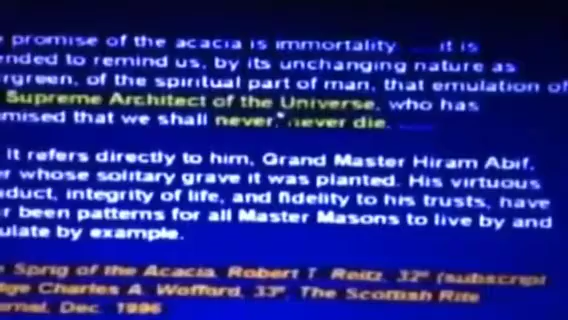 promise of the acacia is immortality ... it is
nded to remind us, by its unchanging nature as
rgreen, of the spiritual part of man, that emulation of
Supreme Architect of the Universe, who has
mised that we shall never, never die.
It refers directly to him, Grand Master Hiram Abif,
r whose solitary grave it was planted. His virtuous
duct, integrity of life, and fidelity to his trusts, have
r been patterns for all Master Masons to live by and
ulate by example.
Sprig of the Acacia, Robert T. Reitz, 32° (subscript
ge Charles A. Wofford, 33°, The Scottish Rite
rnal, Dec. 1996